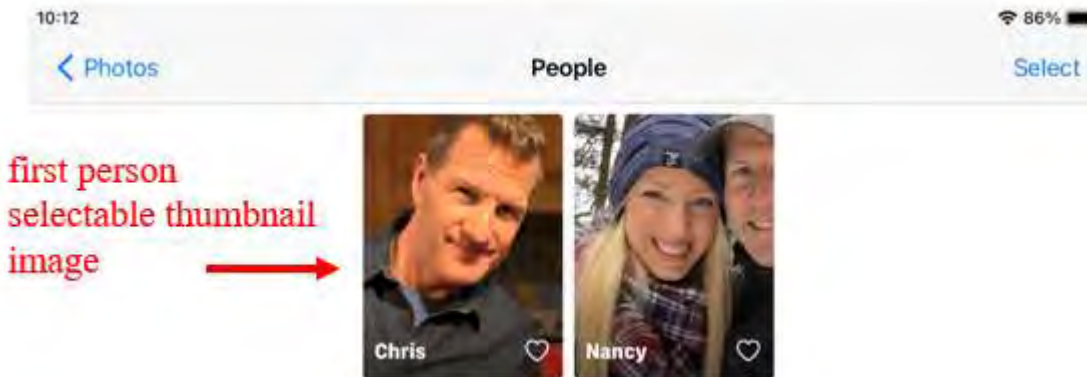 10:12
86%
Photos
People
Select
first person
selectable thumbnail
image
Chris
Nancy